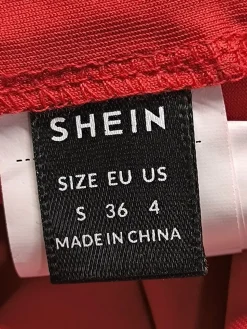 SHEIN
SIZE EU US
S 36 4
MADE IN CHINA